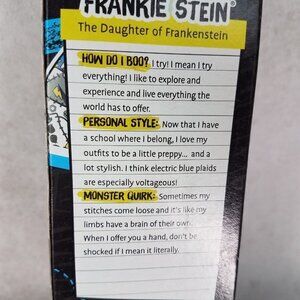 FRANKIE STEIN®
The Daughter of Frankenstein
HOW DO I BOO?: I try! I mean I try
everything! I like to explore and
experience and live everything the
world has to offer.
PERSONAL STYLE: Now that I have
a school where I belong, I love my
outfits to be a little preppy... and a
lot stylish. I think electric blue plaids
are especially voltageous!
MONSTER QUIRK: Sometimes my
stitches come loose and it's like my
limbs have a brain of their own.
When I offer you a hand, don't be
shocked if I mean it literally.